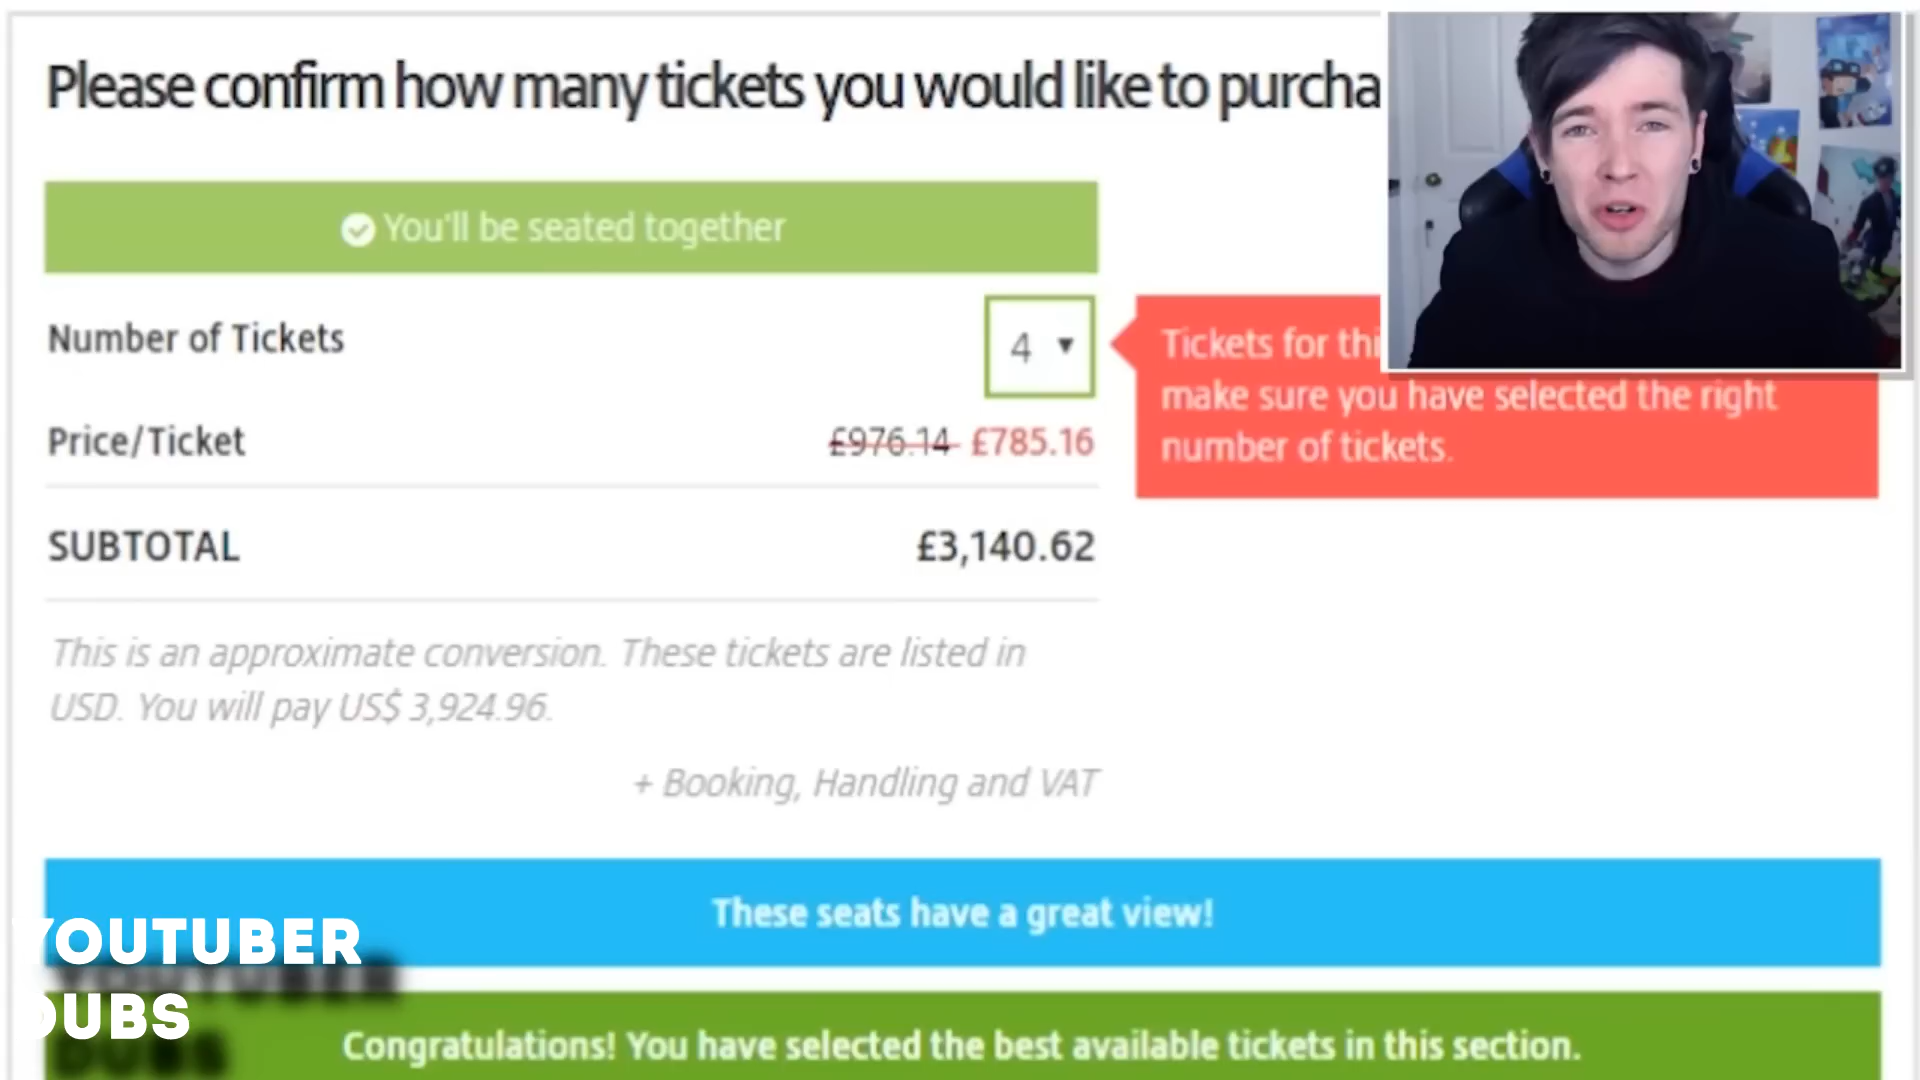 Please confirm how many tickets you would like to
You'll be seated together
Number of Tickets
4
Tickets for
make sure you have selected the right
number of tickets.
Price/Ticket
£976.14 £785.16
SUBTOTAL
£3,140.62
This is an approximate conversion. These tickets are listed in
USD. You will pay US$ 3,924.96.
+ Booking, Handling and VAT
These seats have a great view!
YOUTUBER
DUBS
Congratulations! You have selected the best available tickets in this section.